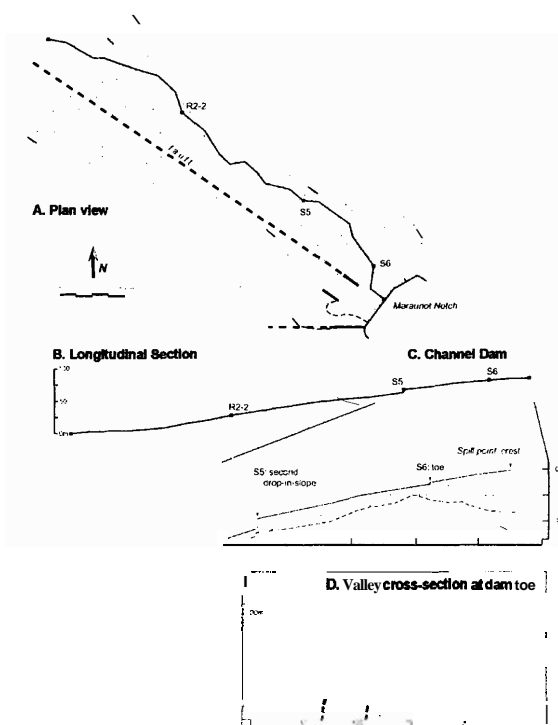 R2-2
fault
A. Plan view
S5
S6
N
Maraunot Notch
B. Longitudinal Section
C. Channel Dam
S6
S5
R2-2
Spill point crest
S5: second
drop-in-slope
S6: toe
D. Valley cross-section at dam toe